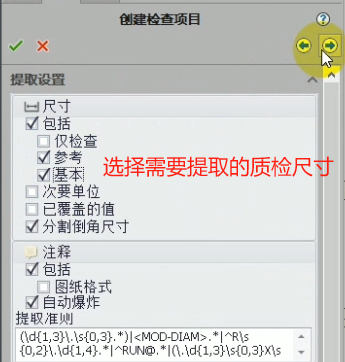 创建检查项目
提取设置
尺寸
包括
仅检查
参考
基本
选择需要提取的质检尺寸
次要单位
已覆盖的值
分割倒角尺寸
注释
包括
图纸格式
自动爆炸
提取准则
(\d{1,3}\.\s{0,3}.*)|<MOD-DIAM>.*|^R\s
{0,2}\.\d{1,4}.*|^RUN@.*|(\.\d{1,3}\s{0,3}X\s